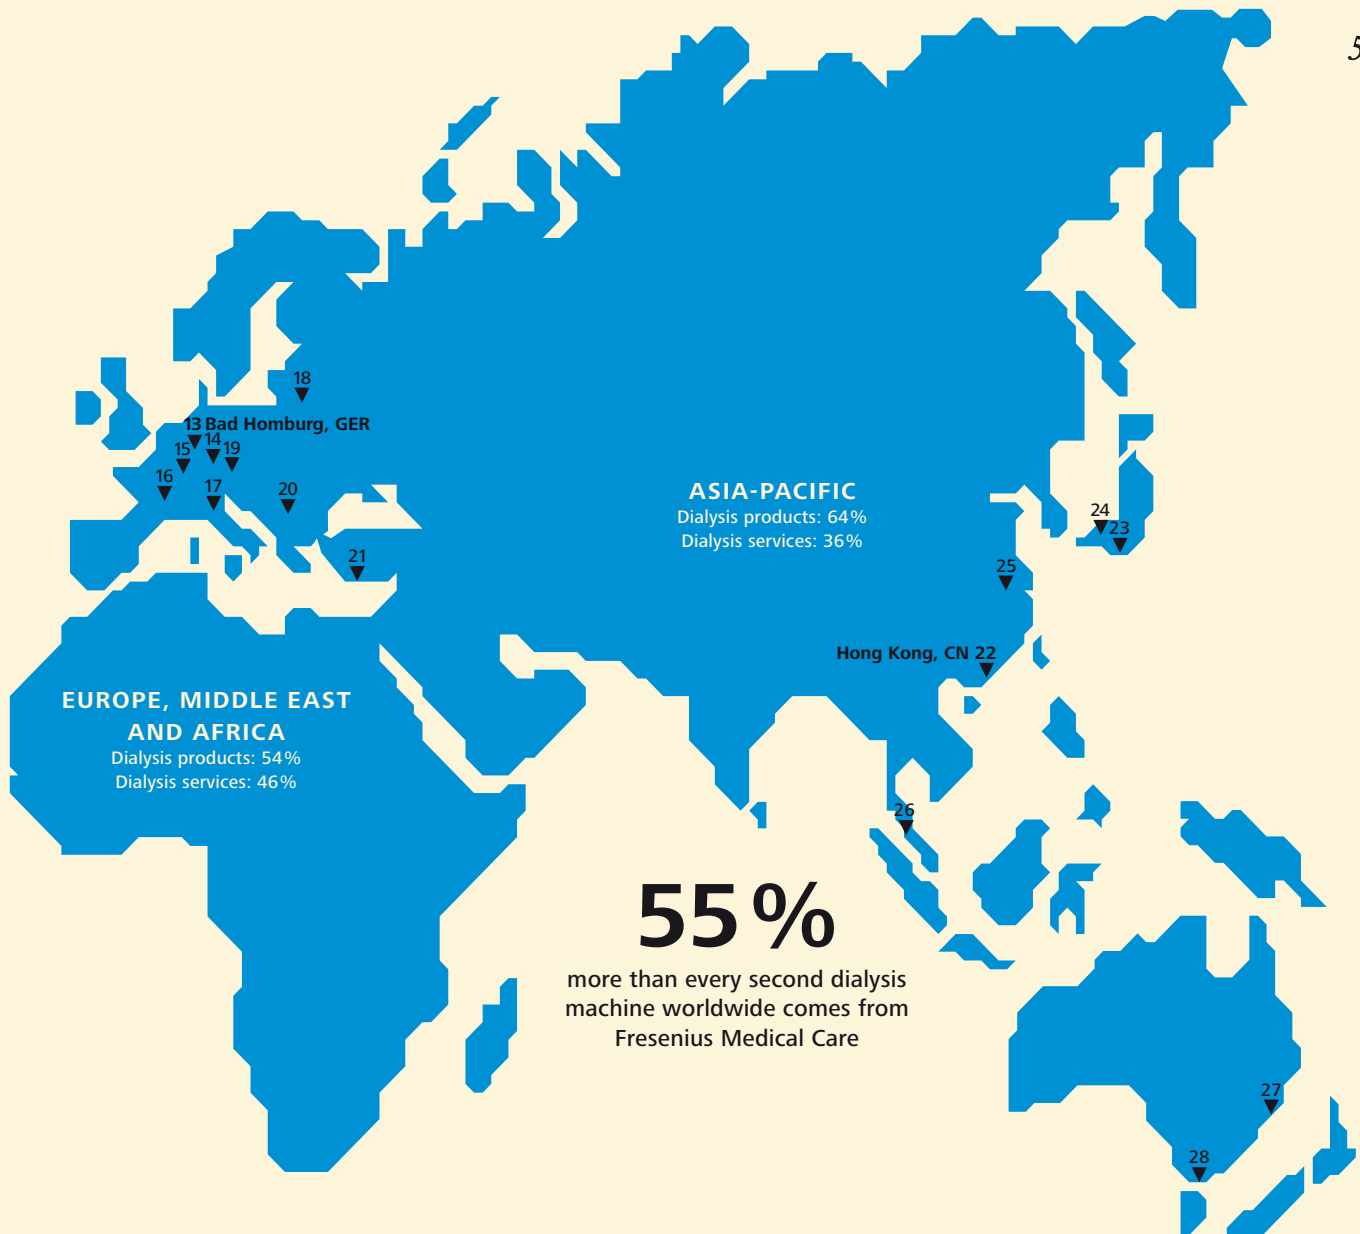 5
18
13 Bad Homburg, GER
14
15
19
16
17
20
21
ASIA-PACIFIC
Dialysis products: 64%
Dialysis services: 36%
24
23
25
Hong Kong, CN 22
EUROPE, MIDDLE EAST
AND AFRICA
Dialysis products: 54%
Dialysis services: 46%
26
55%
more than every second dialysis
machine worldwide comes from
Fresenius Medical Care
27
28